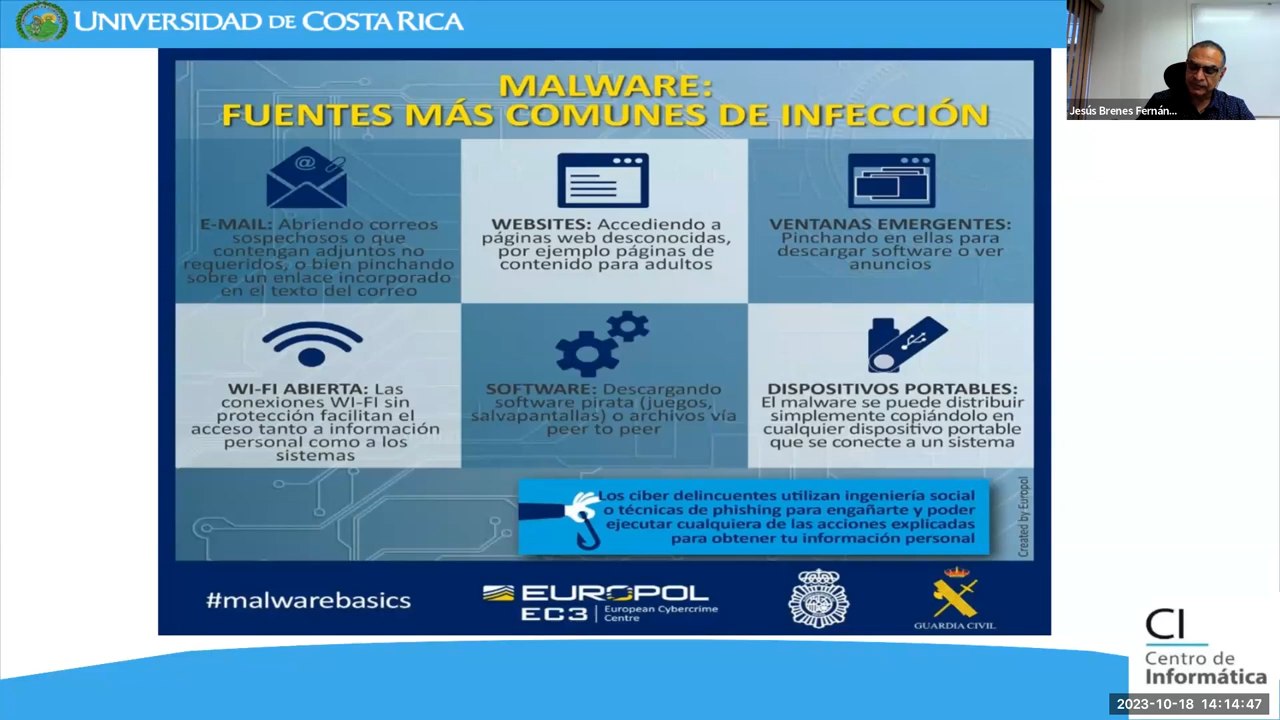 UNIVERSIDAD DE COSTA RICA
Jesús Brenes Fernán...
MALWARE:
FUENTES MÁS COMUNES DE INFECCIÓN
@
E-MAIL: Abriendo correos
sospechosos o que
contengan adjuntos no
requeridos, o bien pinchando
sobre un enlace incorporado
en el texto del correo
WEBSITES: Accediendo a
páginas web desconocidas,
por ejemplo páginas de
contenido para adultos
VENTANAS EMERGENTES:
Pinchando en ellas para
descargar software o ver
anuncios
WI-FI ABIERTA: Las
conexiones WI-FI sin
protección facilitan el
acceso tanto a información
personal como a los
sistemas
SOFTWARE: Descargando
software pirata (juegos,
salvapantallas) o archivos vía
peer to peer
DISPOSITIVOS PORTABLES:
El malware se puede distribuir
simplemente copiándolo en
cualquier dispositivo portable
que se conecte a un sistema
Los ciber delincuentes utilizan ingeniería social
o técnicas de phishing para engañarte y poder
ejecutar cualquiera de las acciones explicadas
para obtener tu información personal
Created by Europol
#malwarebasics
EUROPOL
EC3
European Cybercrime
Centre
GUARDIA CIVIL
CI
Centro de
Informática
2023-10-18 14:14:47